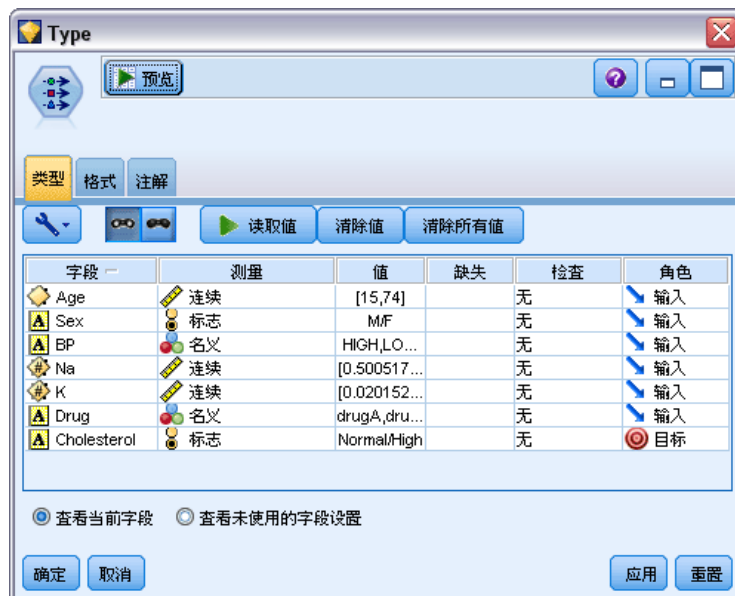 Type
预览
类型 格式 注解
读取值 清除值 清除所有值
字段 测量 值 缺失 检查 角色
Age 连续 [15,74] 无 输入
A Sex 标志 M/F 无 输入
A BP 名义 HIGH,LO... 无 输入
# Na 连续 [0.500517... 无 输入
# K 连续 [0.020152... 无 输入
A Drug 名义 drugA,dru... 无 输入
A Cholesterol 标志 Normal/High 无 目标
查看当前字段 查看未使用的字段设置
确定 取消 应用 重置